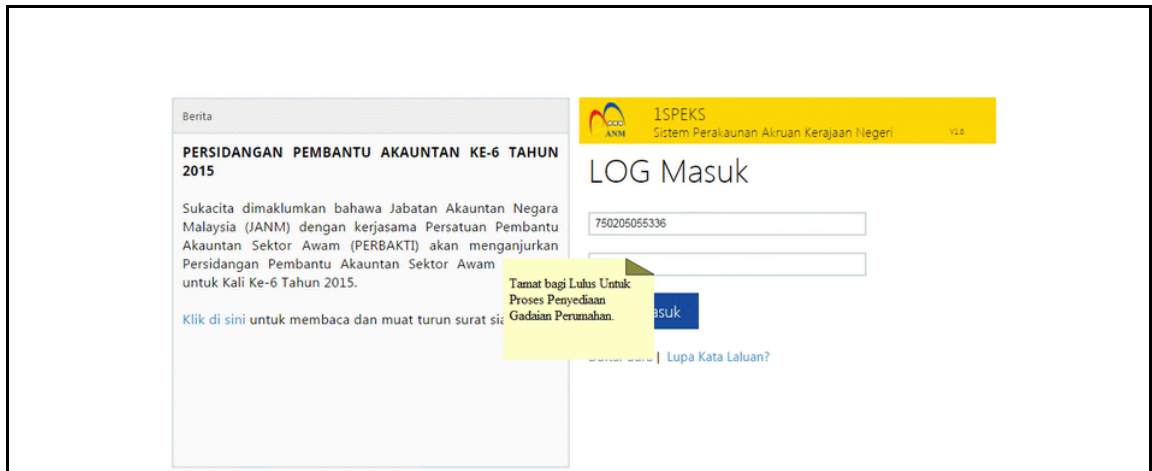 Berita
PERSIDANGAN PEMBANTU AKAUNTAN KE-6 TAHUN
2015
Sukacita dimaklumkan bahawa Jabatan Akauntan Negara
Malaysia (JANM) dengan kerjasama Persatuan Pembantu
Akauntan Sektor Awam (PERBAKTI) akan menganjurkan
Persidangan Pembantu Akauntan Sektor Awam
untuk Kali Ke-6 Tahun 2015.
Klik di sini untuk membaca dan muat turun surat
Tamat bagi Lulus Untuk
Proses Penyediaan
Gadaian Perumahan.
ANM
1SPEKS
Sistem Perakaunan Akruan Kerajaan Negeri
V1.0
LOG Masuk
750205055336
asuk
| Lupa Kata Laluan?